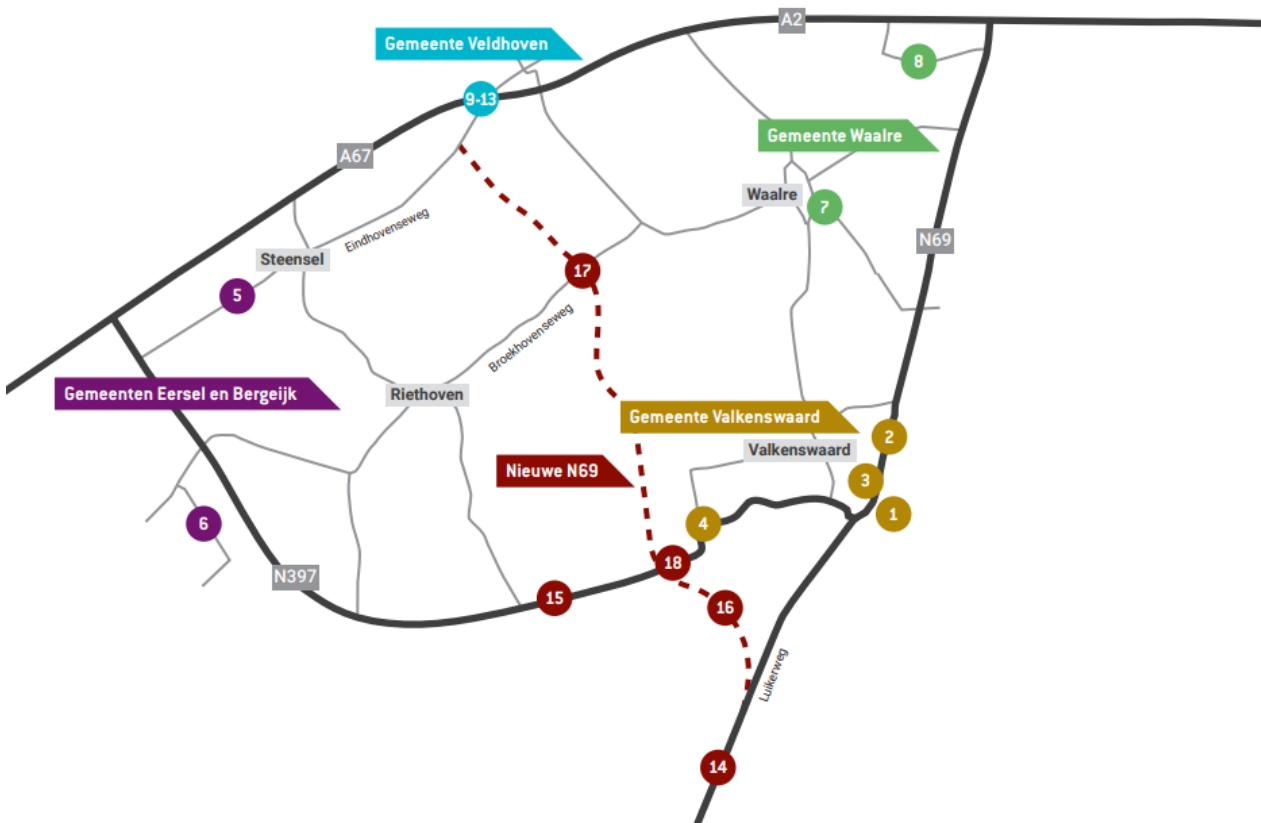 A2
Gemeente Veldhoven
8
9-13
Gemeente Waalre
A67
Waalre
7
Eindhovenseweg
N69
Steensel
17
5
Broekhovenseweg
Gemeenten Eersel en Bergeijk
Riethoven
Gemeente Valkenswaard
2
Valkenswaard
Nieuwe N69
3
1
6
4
18
N397
15
16
Luikerweg
14